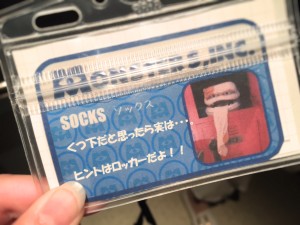 MONSTERS, INC.
SOCKS ソックス
くつ下だと思ったら実は・・・。
ヒントはロッカーだよ！！